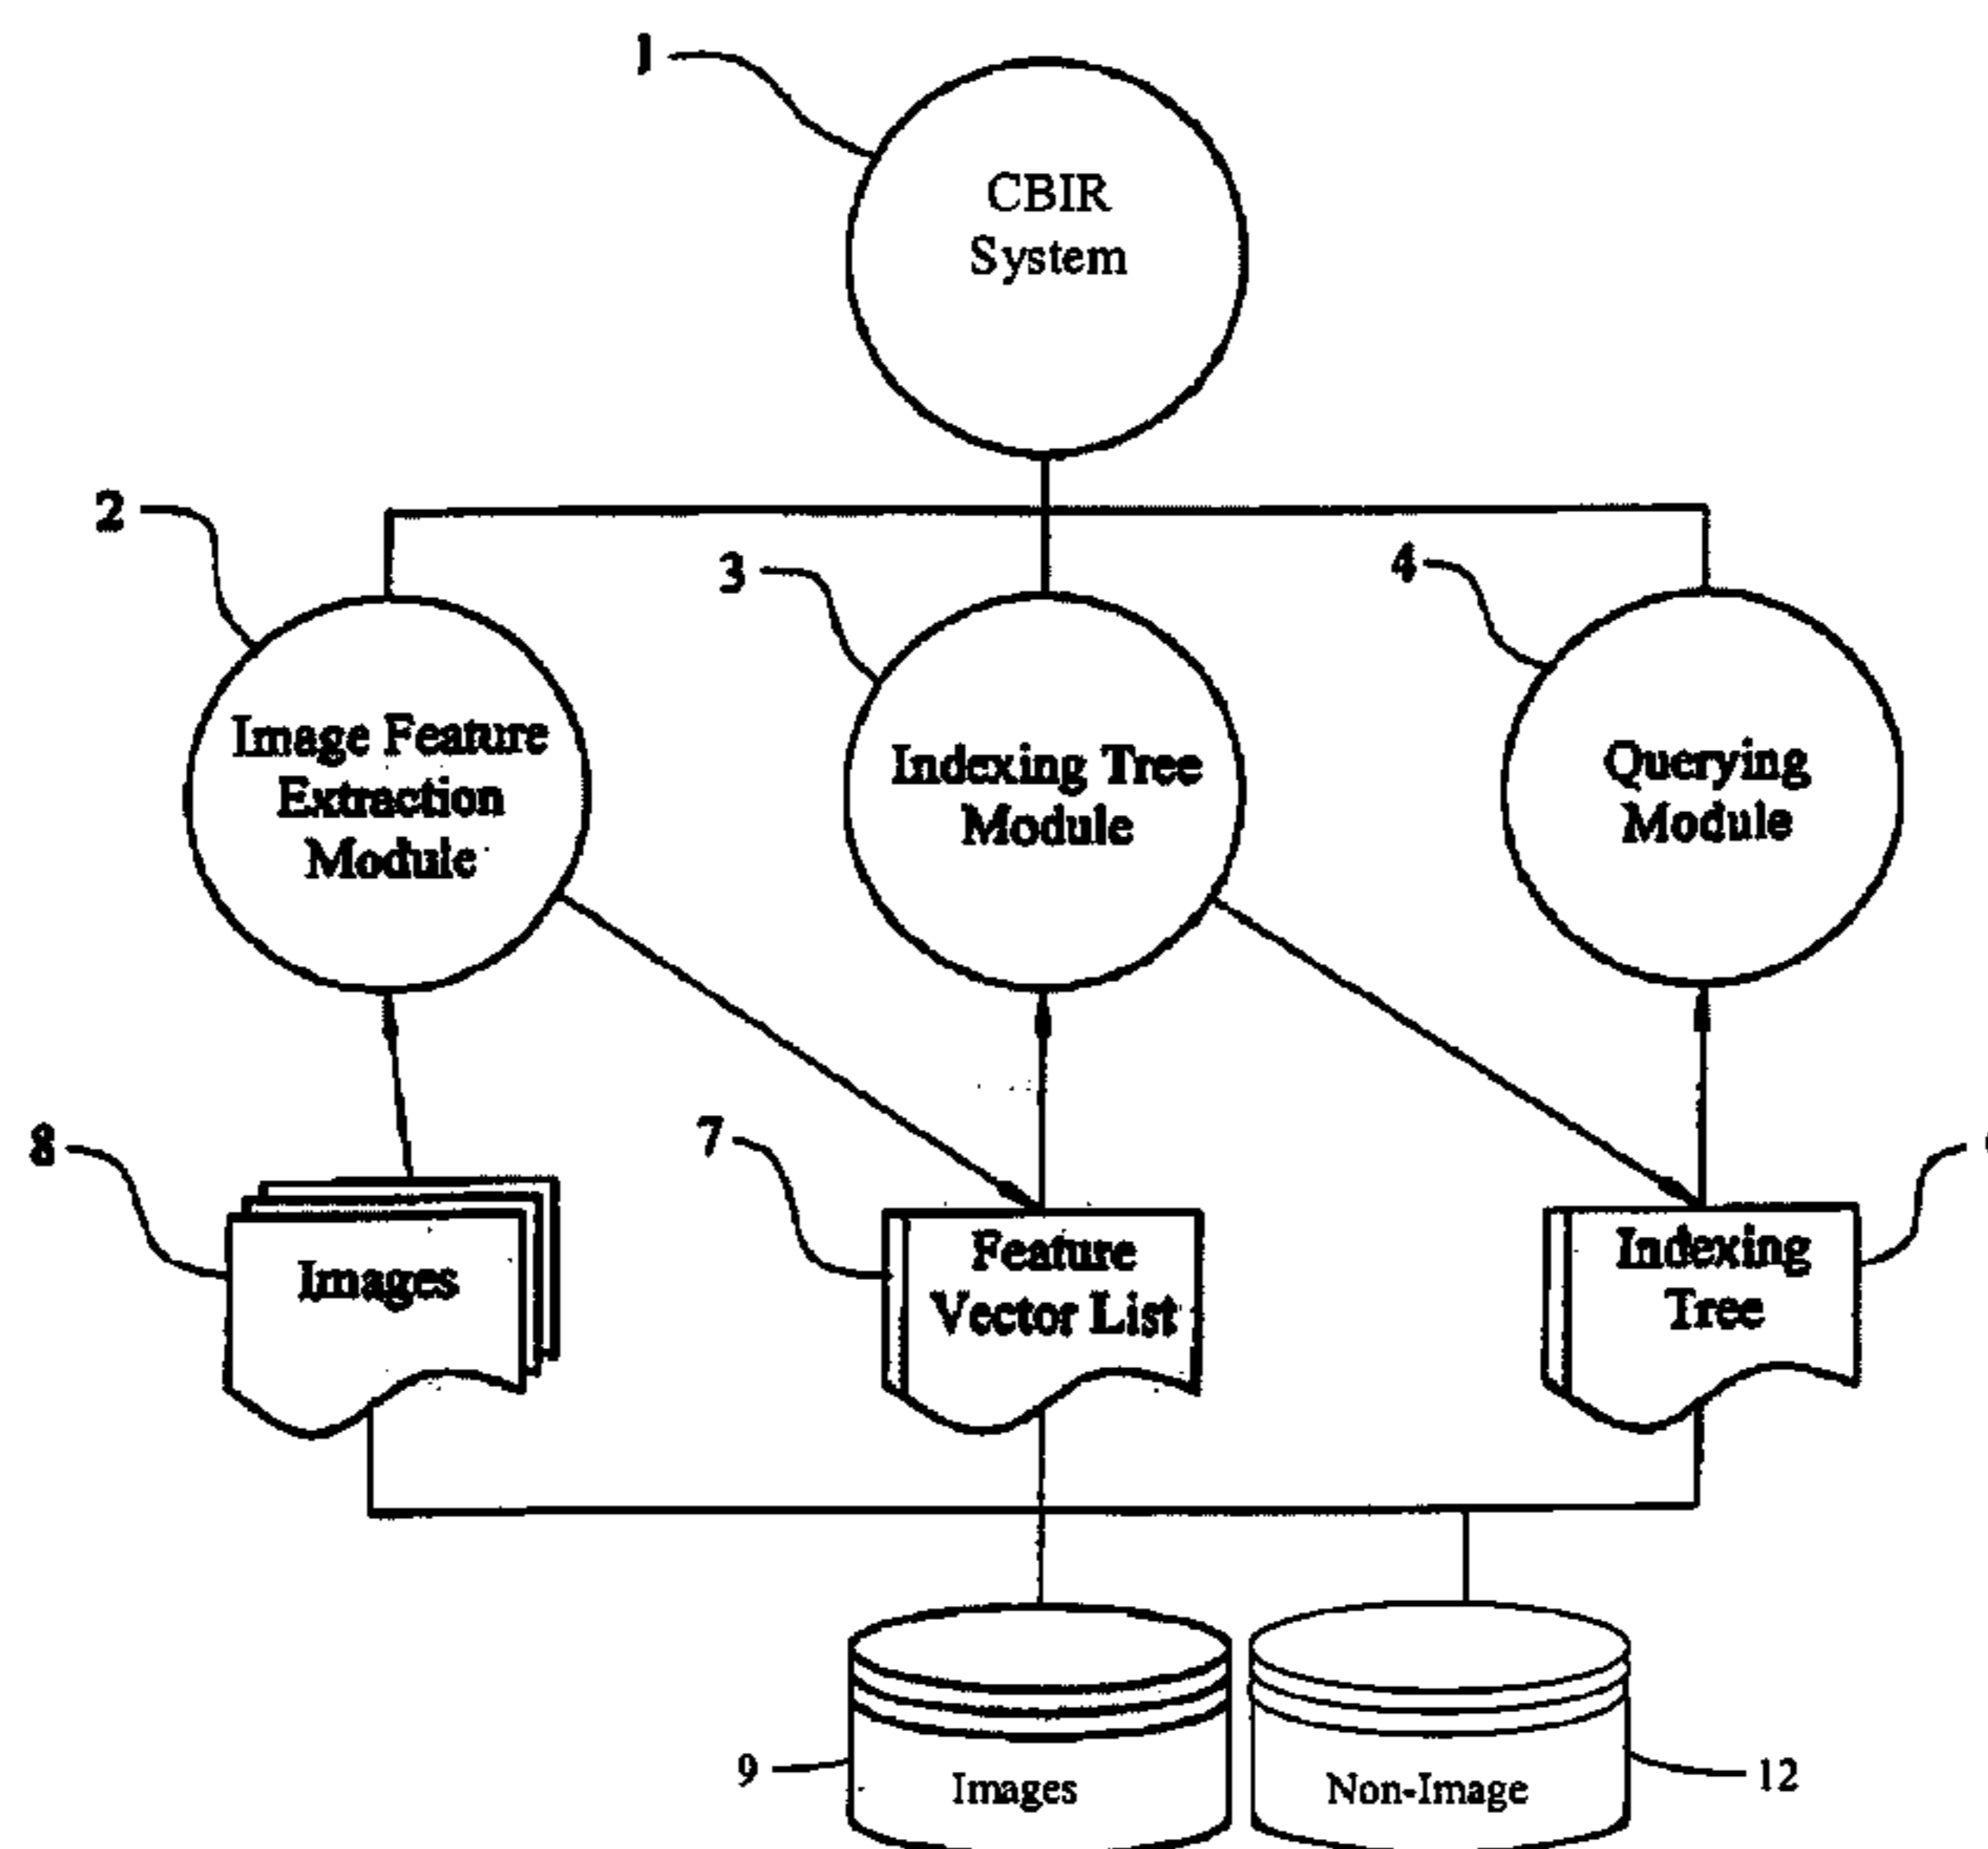 1
CBIR
System
2
3
4
Image Feature
Extraction
Module
Indexing Tree
Module
Querying
Module
8
7
Images
Feature
Vector List
Indexing
Tree
9
Images
Non-Image
12